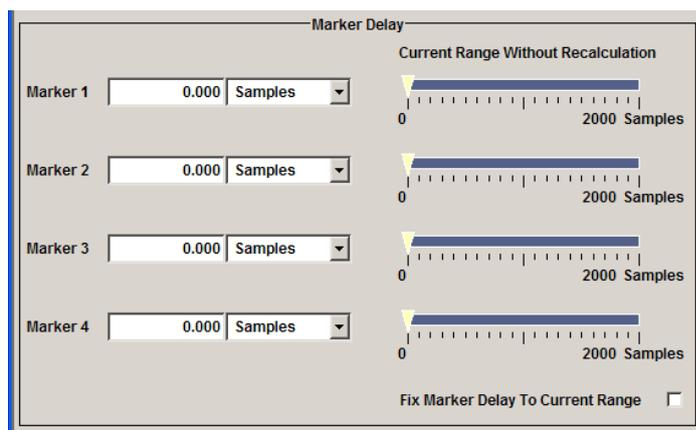 Marker Delay
Current Range Without Recalculation
Marker 1 0.000 Samples
0 2000 Samples
Marker 2 0.000 Samples
0 2000 Samples
Marker 3 0.000 Samples
0 2000 Samples
Marker 4 0.000 Samples
0 2000 Samples
Fix Marker Delay To Current Range